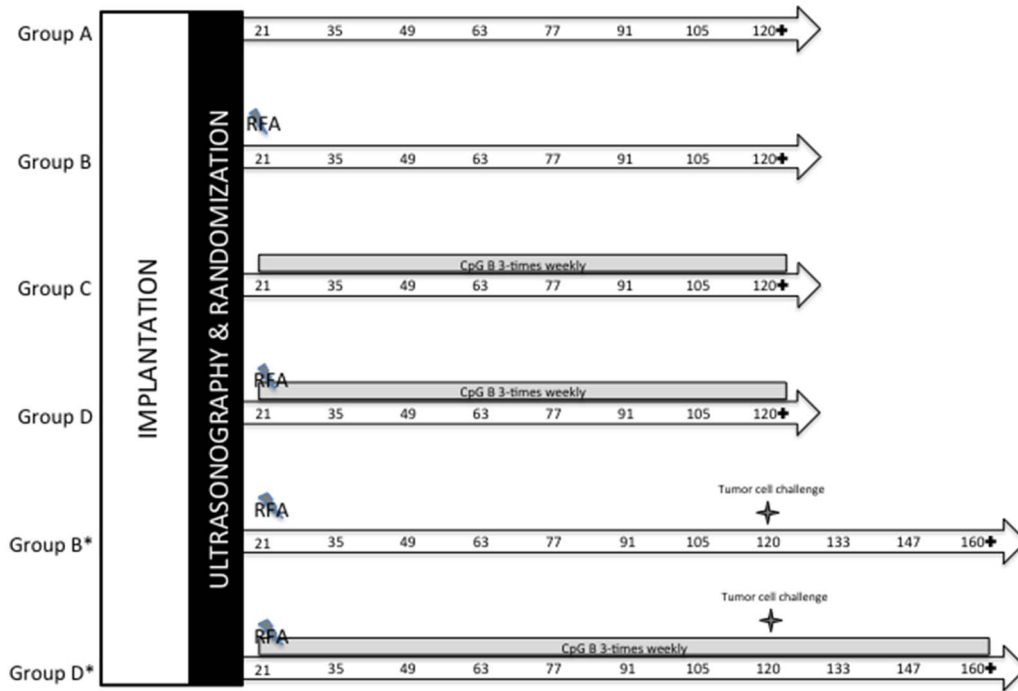 IMPLANTATION
ULTRASONOGRAPHY & RANDOMIZATION
Group A
21 35 49 63 77 91 105 120+
RFA
Group B
21 35 49 63 77 91 105 120+
CpG B 3-times weekly
Group C
21 35 49 63 77 91 105 120+
RFA
CpG B 3-times weekly
Group D
21 35 49 63 77 91 105 120+
Tumor cell challenge
RFA
Group B*
21 35 49 63 77 91 105 120 133 147 160+
Tumor cell challenge
RFA
CpG B 3-times weekly
Group D*
21 35 49 63 77 91 105 120 133 147 160+